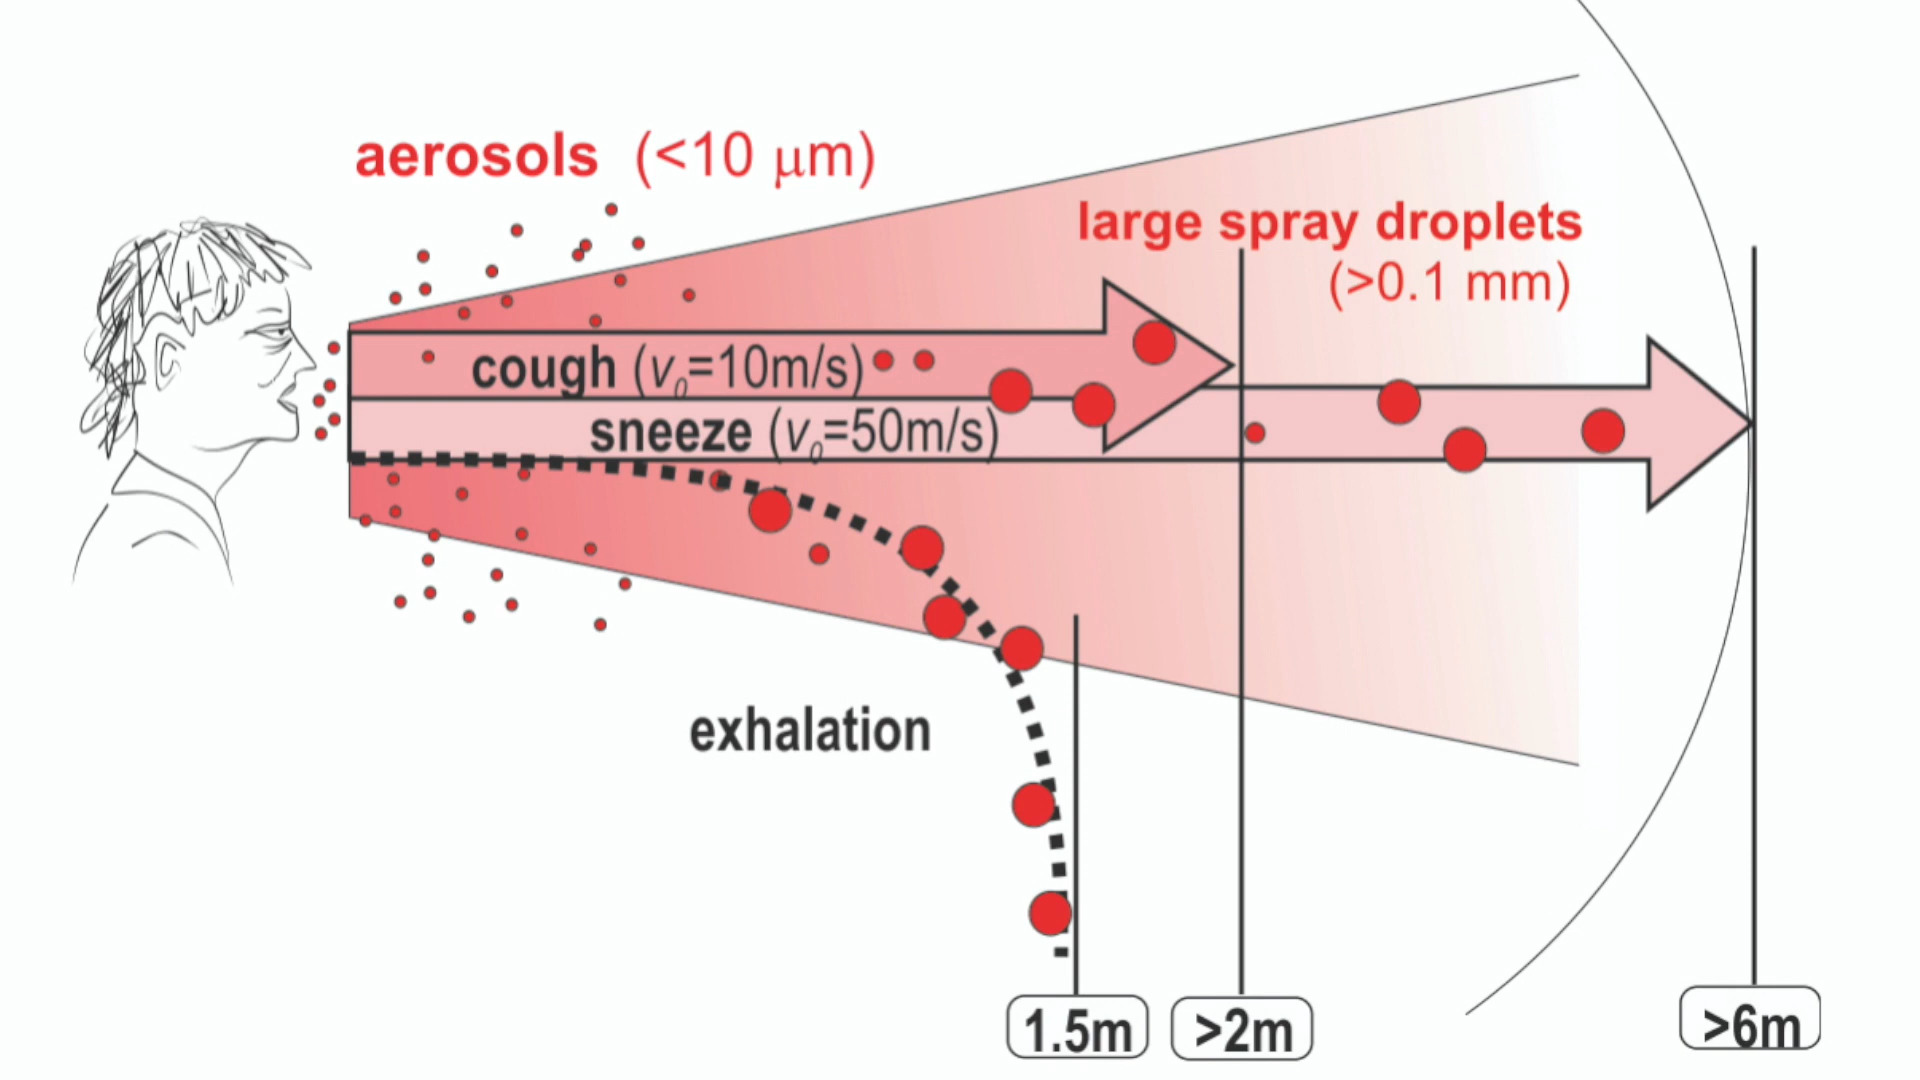 aerosols (<10 μm)
large spray droplets
(>0.1 mm)
cough (v₀=10m/s)
sneeze (v₀=50m/s)
exhalation
1.5m
>2m
>6m